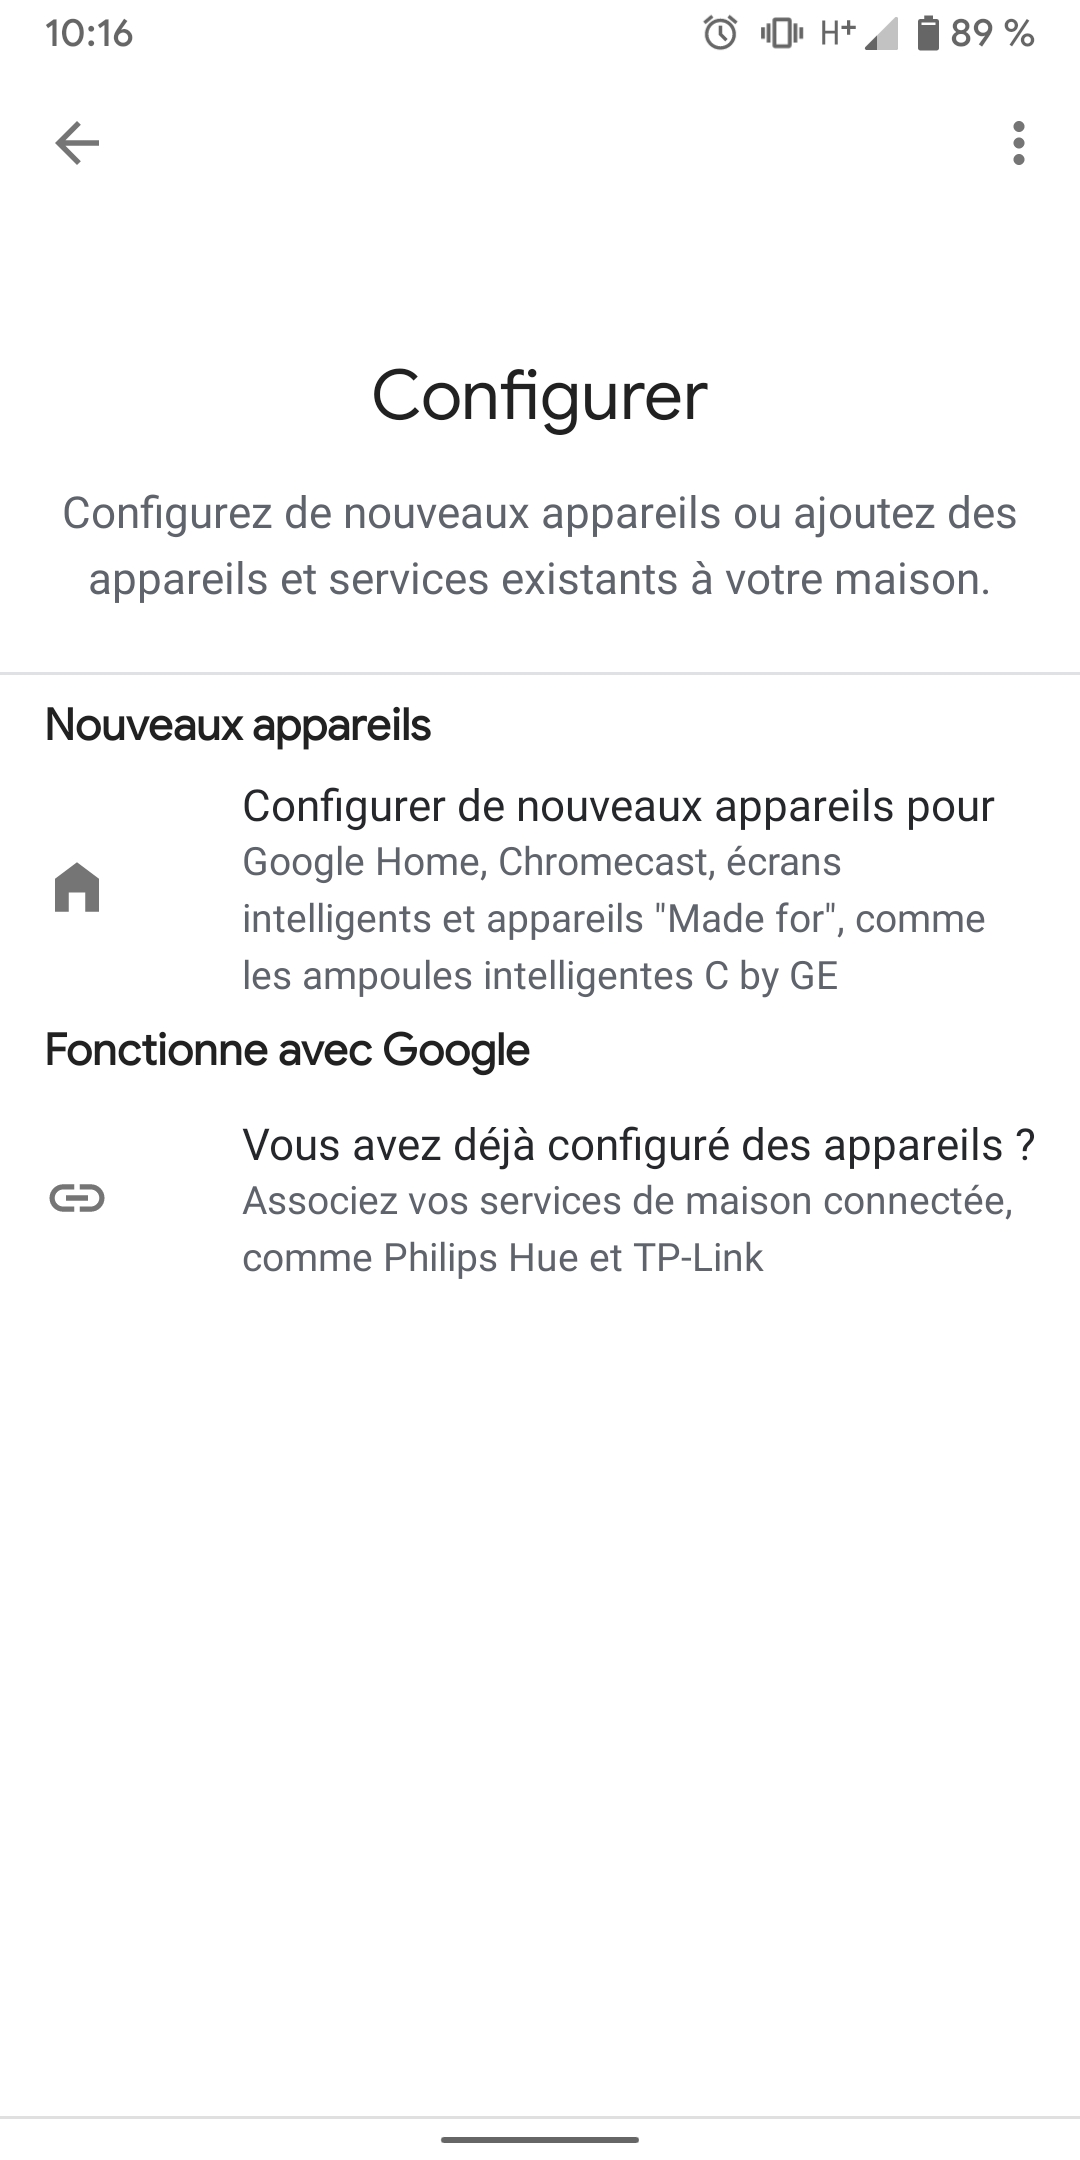 10:16
H+
89 %
Configurer
Configurez de nouveaux appareils ou ajoutez des
appareils et services existants à votre maison.
Nouveaux appareils
Configurer de nouveaux appareils pour
Google Home, Chromecast, écrans
intelligents et appareils "Made for", comme
les ampoules intelligentes C by GE
Fonctionne avec Google
Vous avez déjà configuré des appareils ?
Associez vos services de maison connectée,
comme Philips Hue et TP-Link